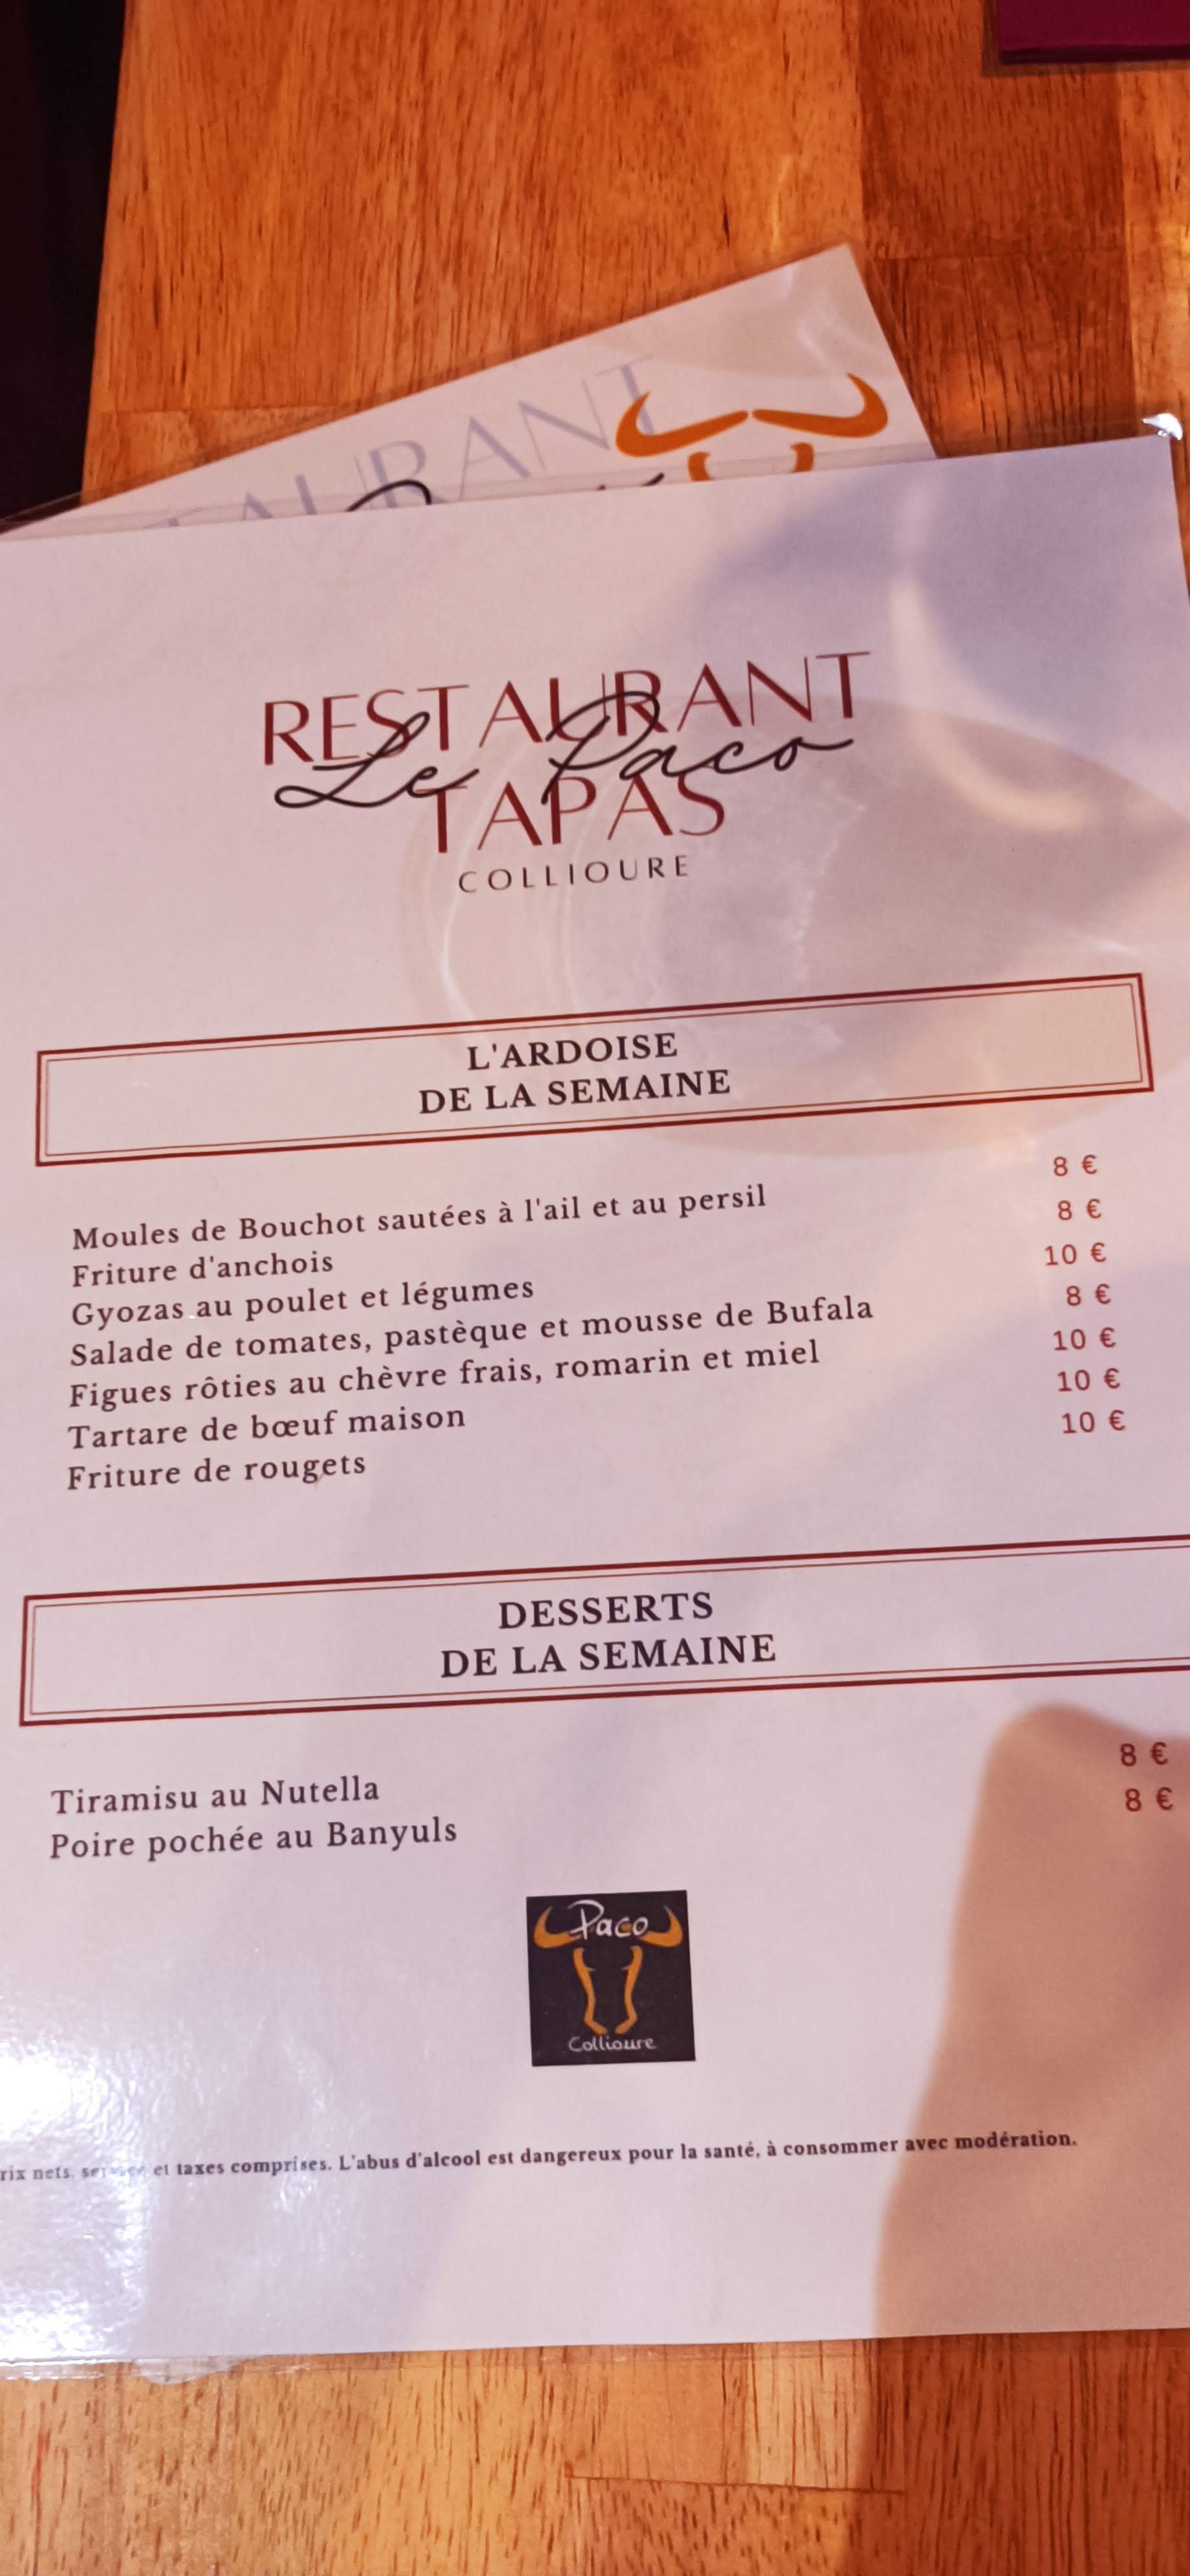 RESTAURANT
Le Paco
TAPAS
COLLIOURE
L'ARDOISE
DE LA SEMAINE
Moules de Bouchot sautées à l'ail et au persil 8 €
Friture d'anchois 8 €
Gyozas au poulet et légumes 10 €
Salade de tomates, pastèque et mousse de Bufala 8 €
Figues rôties au chèvre frais, romarin et miel 10 €
Tartare de bœuf maison 10 €
Friture de rougets 10 €
DESSERTS
DE LA SEMAINE
Tiramisu au Nutella 8 €
Poire pochée au Banyuls 8 €
Paco
Collioure
rix nets, et taxes comprises. L'abus d'alcool est dangereux pour la santé, à consommer avec modération.